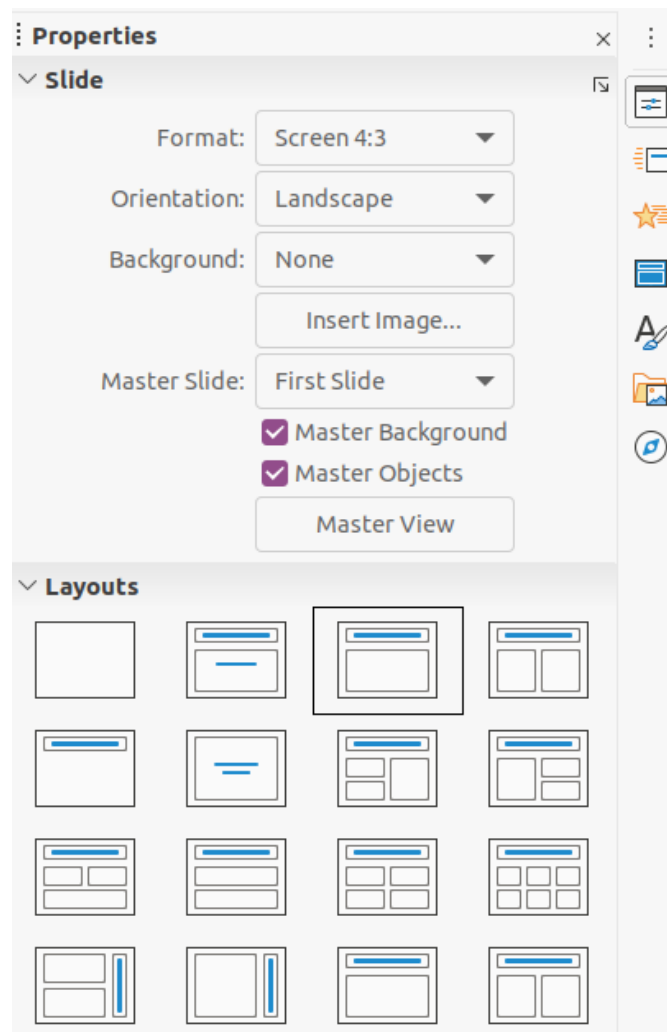 Properties
Slide
Format: Screen 4:3
Orientation: Landscape
Background: None
Insert Image...
Master Slide: First Slide
Master Background
Master Objects
Master View
Layouts